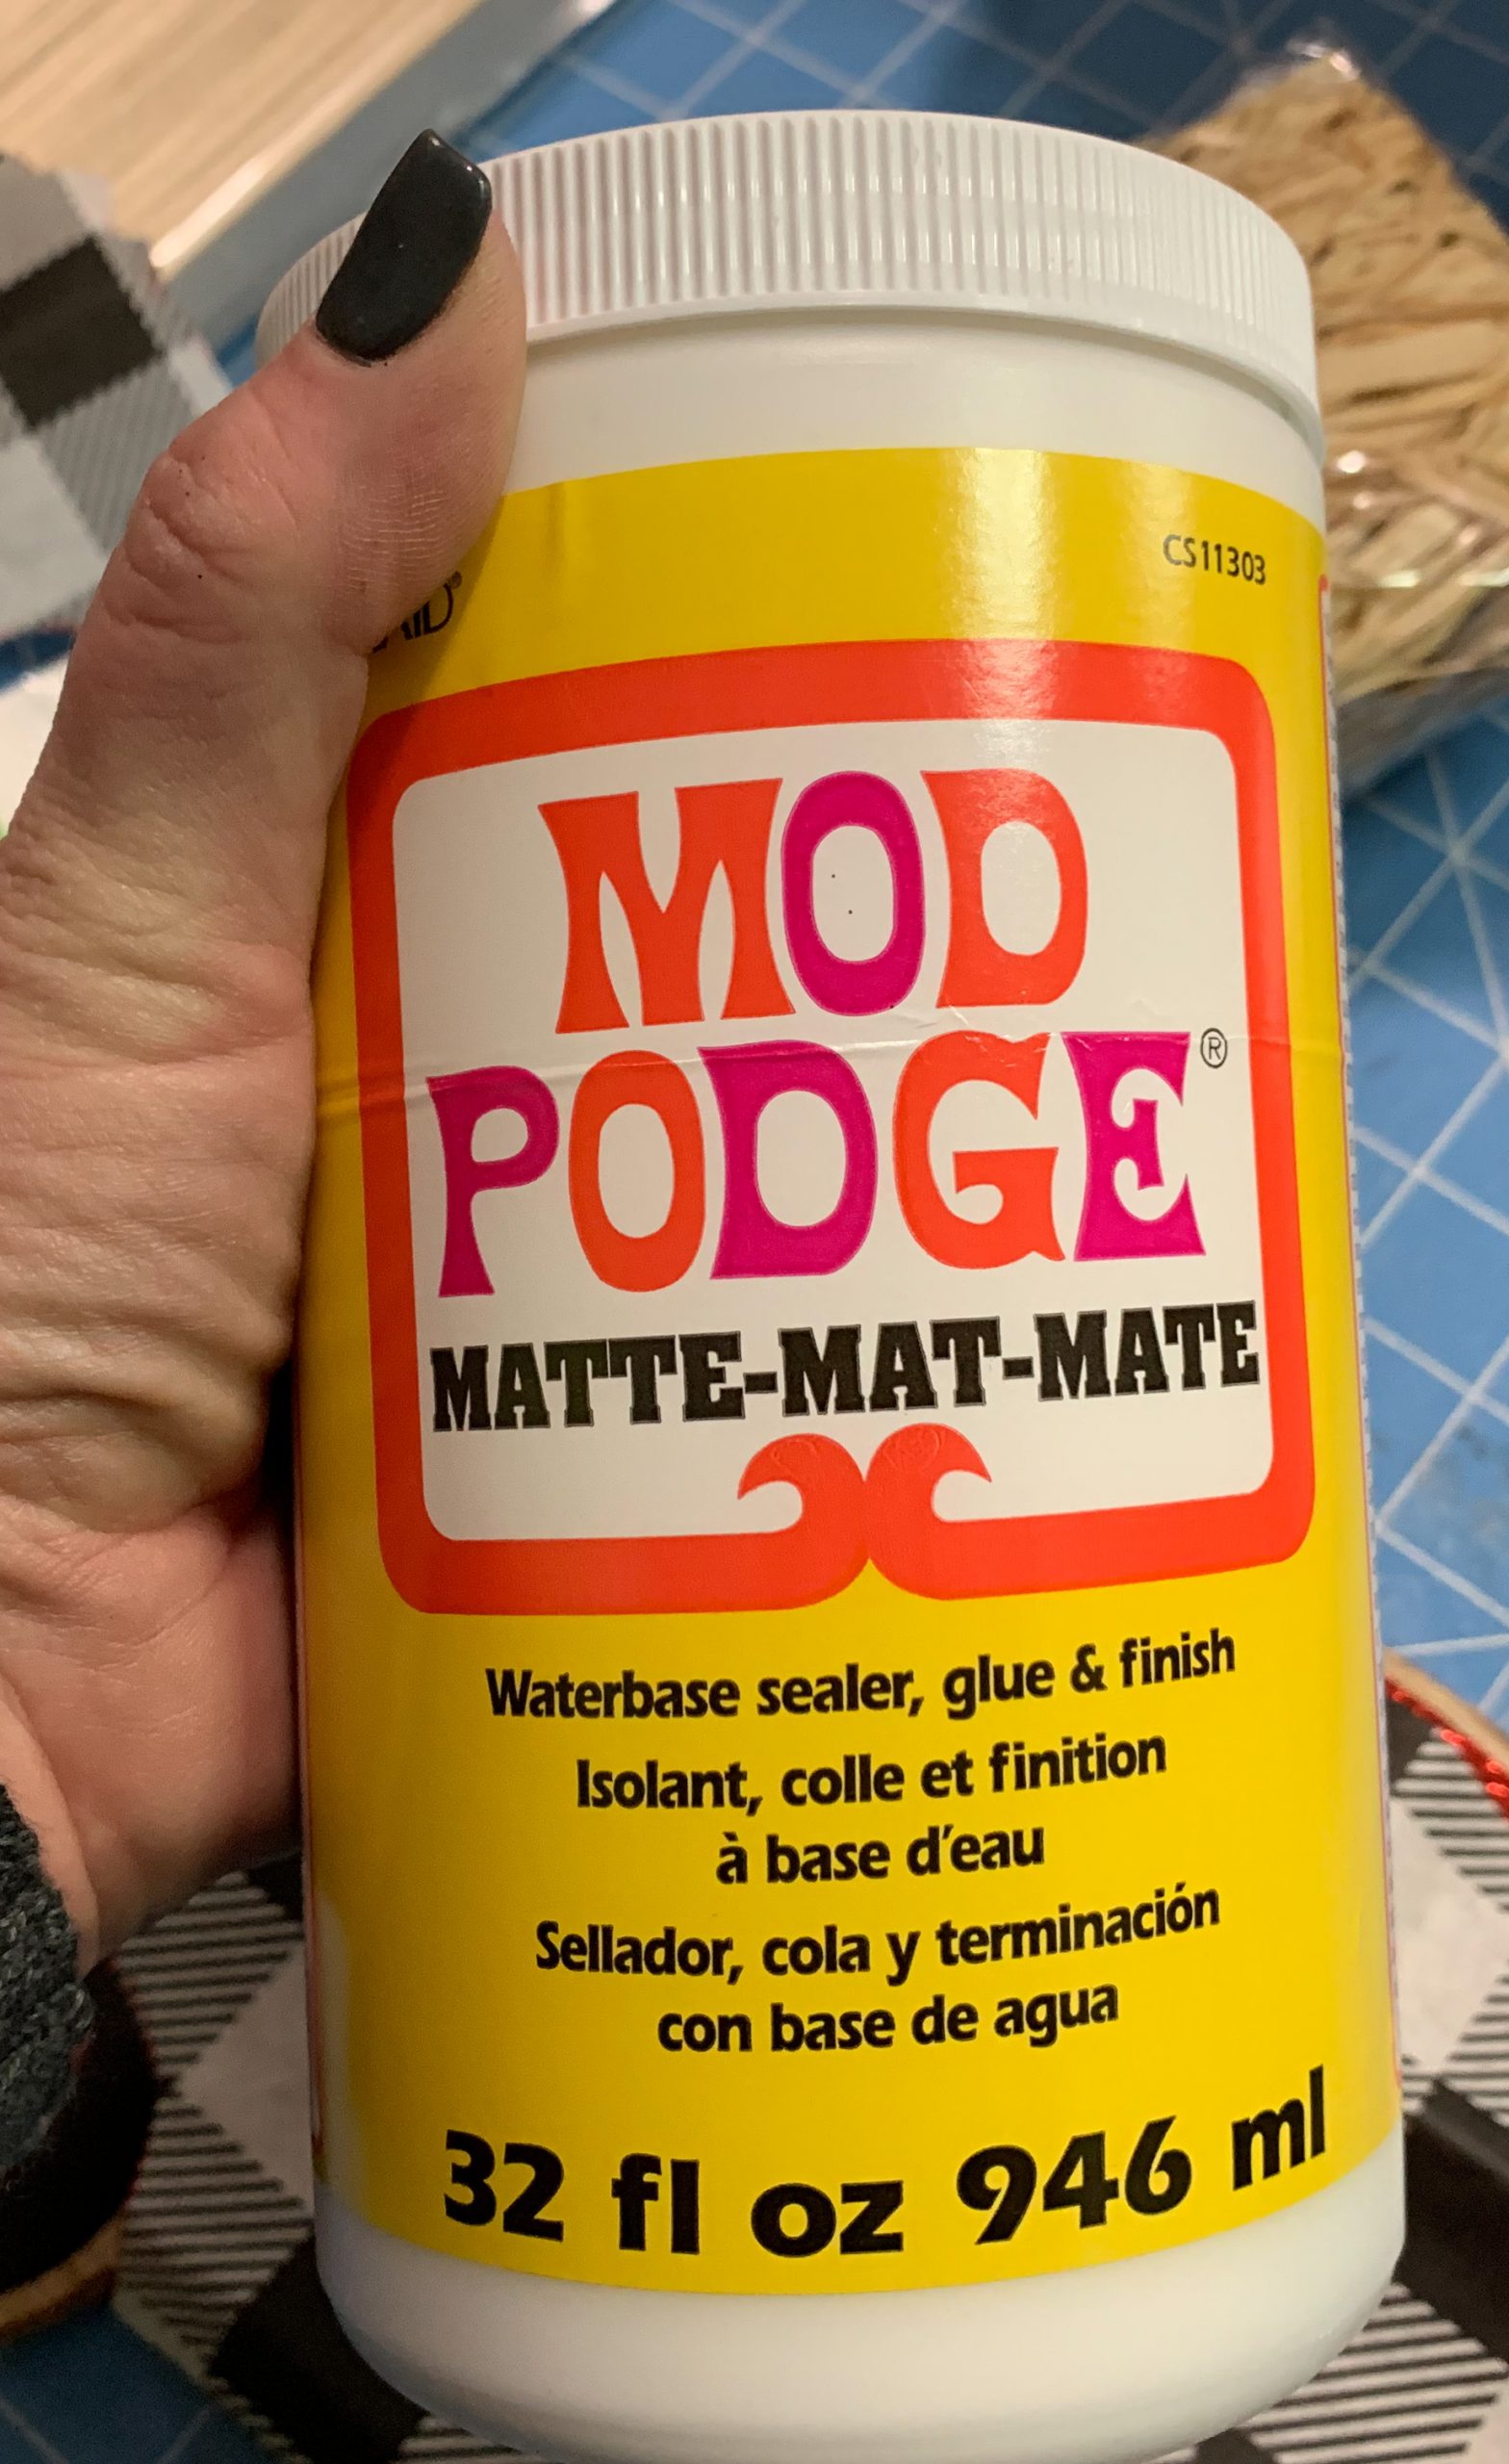 CS11303
MOD
PODGE®
MATTE-MAT-MATE
Waterbase sealer, glue & finish
Isolant, colle et finition
à base d'eau
Sellador, cola y terminación
con base de agua
32 fl oz 946 ml